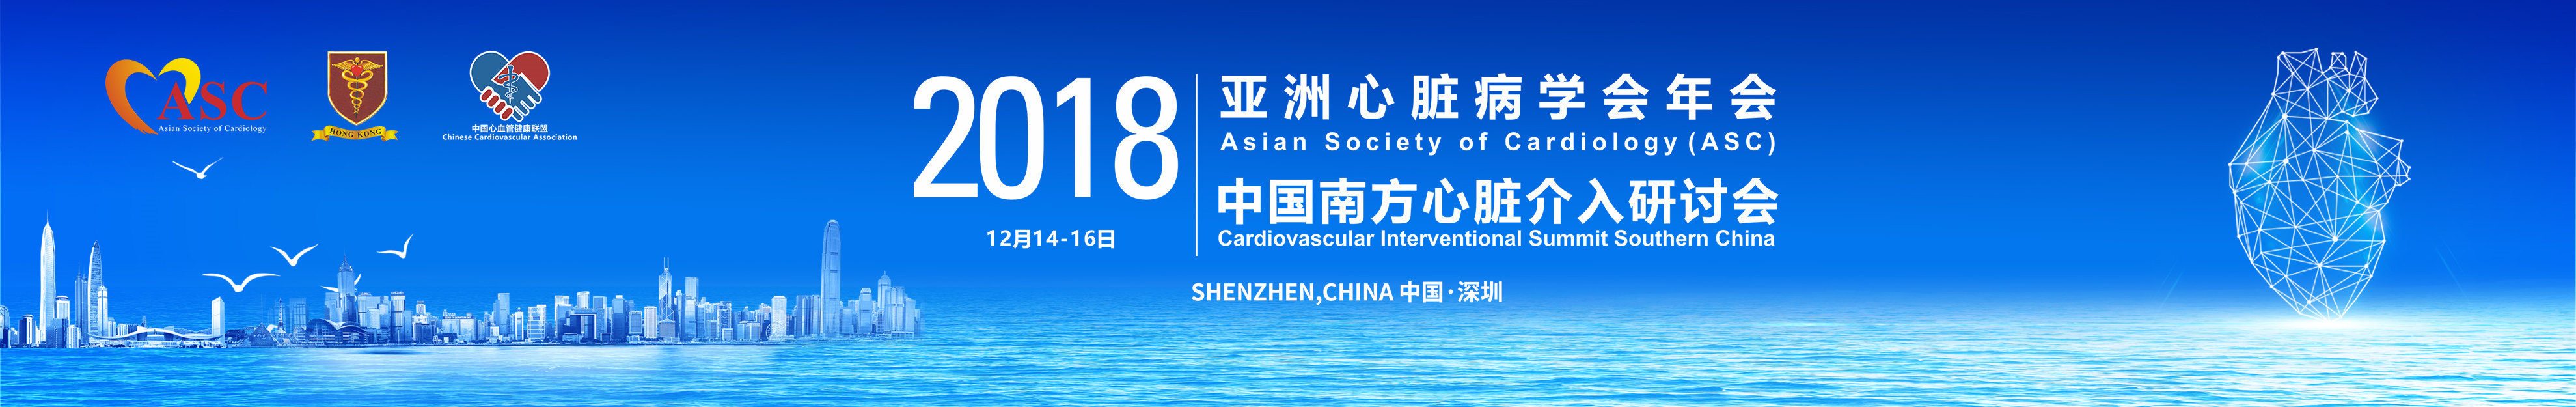 ASC
Asian Society of Cardiology
HONG KONG
中国心血管健康联盟
Chinese Cardiovascular Association
2018
12月14-16日
亚洲心脏病学会年会
Asian Society of Cardiology (ASC)
中国南方心脏介入研讨会
Cardiovascular Interventional Summit Southern China
SHENZHEN,CHINA 中国·深圳